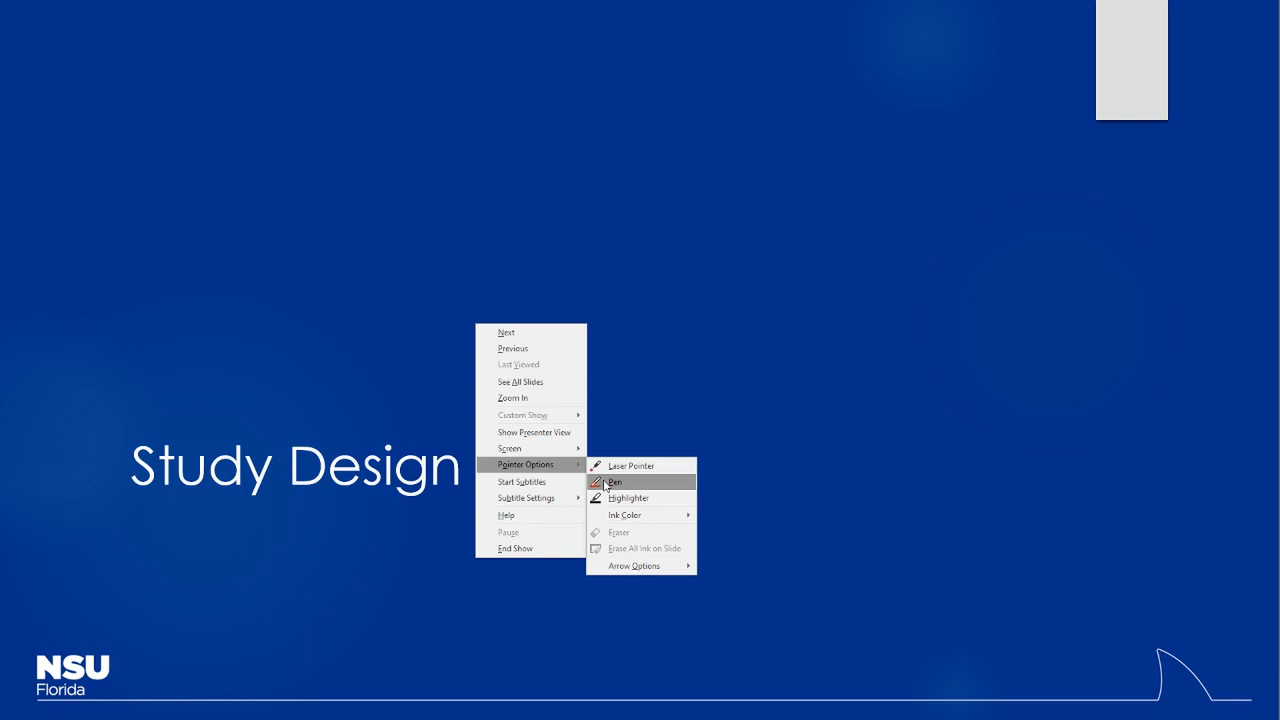 Next
Previous
Last Viewed
See All Slides
Zoom In
Custom Show
Show Presenter View
Screen
Pointer Options
Start Subtitles
Subtitle Settings
Help
Pause
End Show
Laser Pointer
Pen
Highlighter
Ink Color
Eraser
Erase All Ink on Slide
Arrow Options
Study Design
NSU
Florida